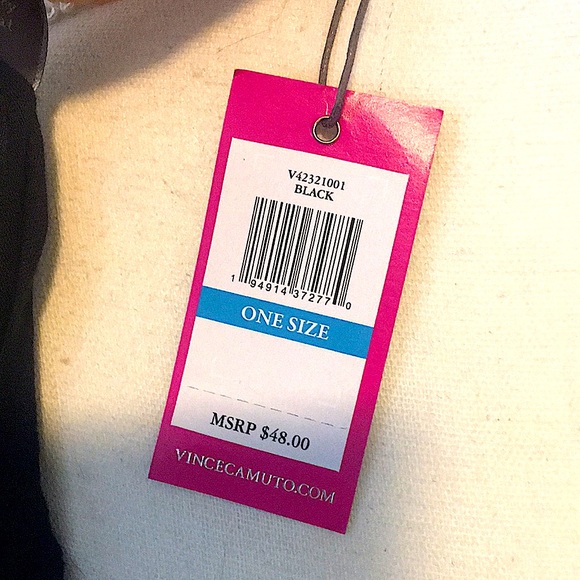 V42321001
BLACK
1 94914 37277 0
ONE SIZE
MSRP $48.00
VINCECAMUTO.COM